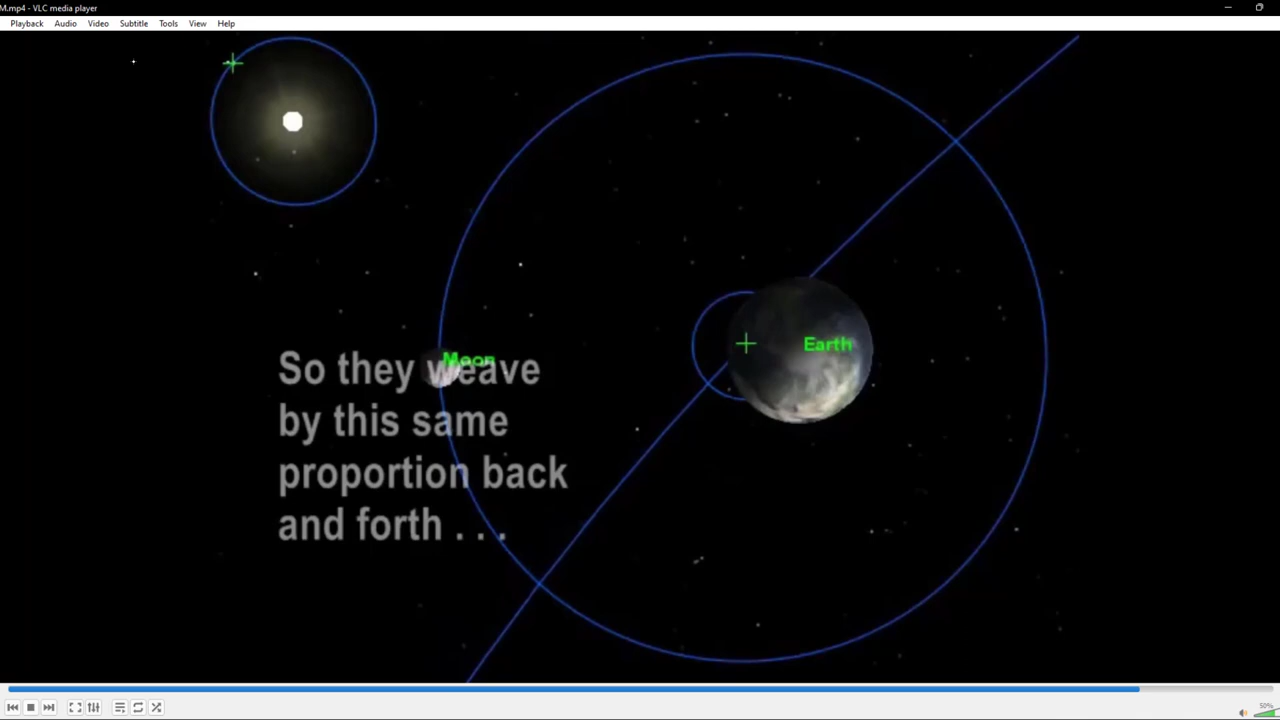 M.mp4 - VLC media player
Playback Audio Video Subtitle Tools View Help
Moon
Earth
So they weave
by this same
proportion back
and forth . . .
50%